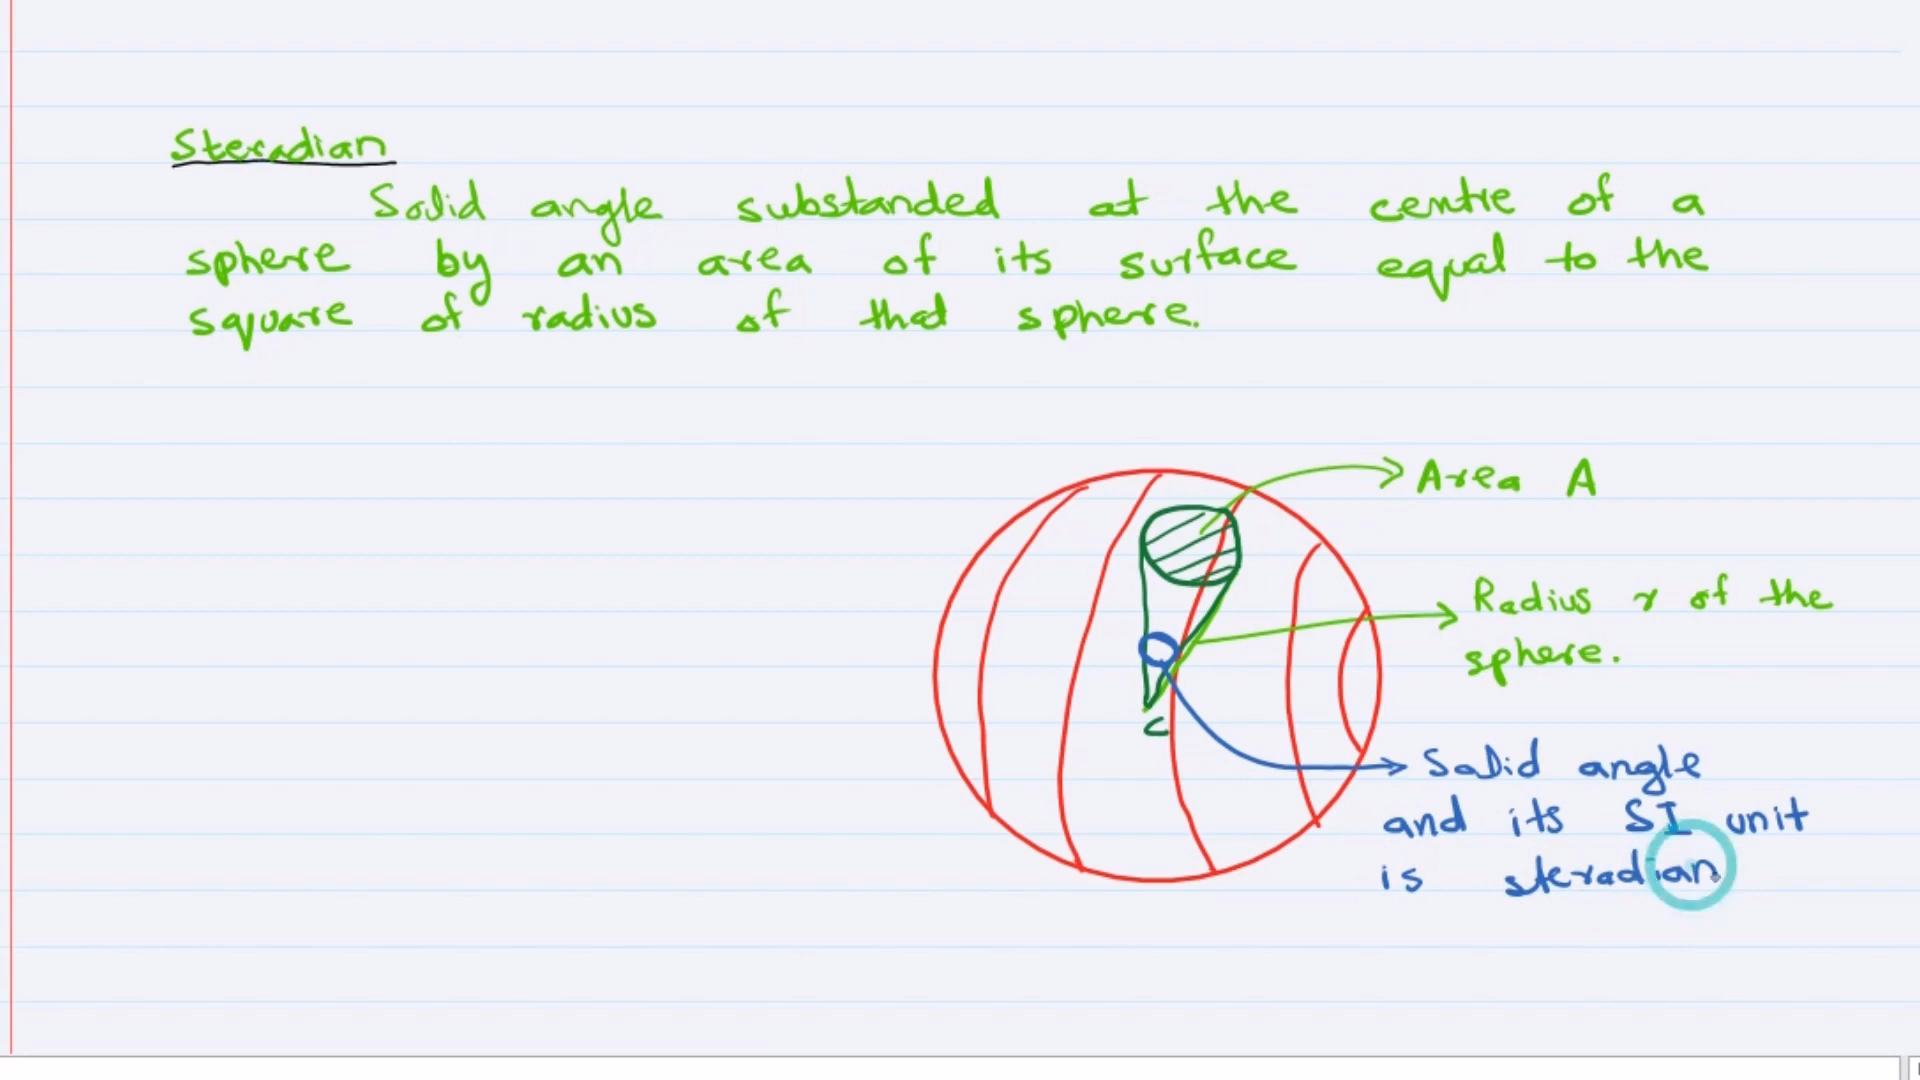 Steradian
Solid angle substanded at the centre of a
sphere by an area of its surface equal to the
square of radius of that sphere.
Area A
Radius r of the
sphere.
C
Solid angle
and its SI unit
is steradian